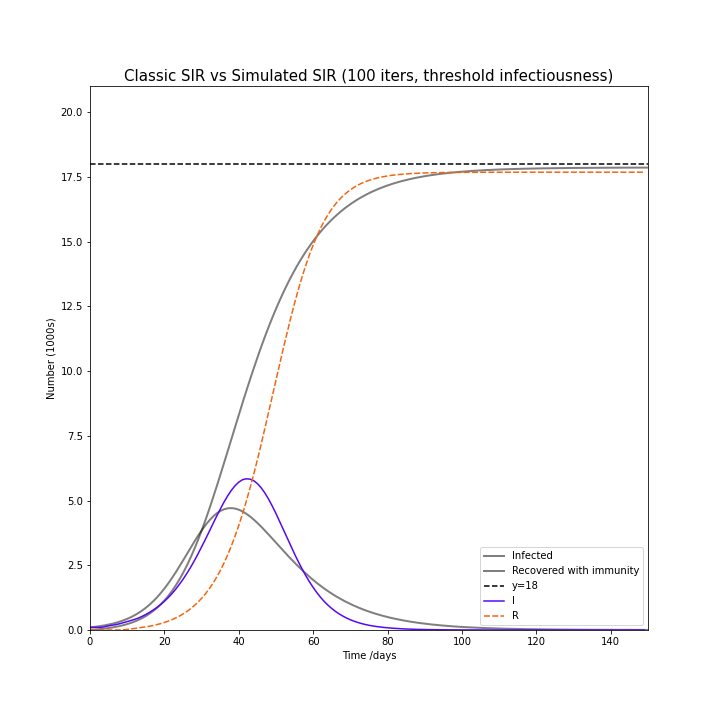 Classic SIR vs Simulated SIR (100 iters, threshold infectiousness)
20.0
17.5
15.0
12.5
10.0
7.5
5.0
2.5
0.0
Number (1000s)
Infected
Recovered with immunity
y=18
I
R
0 20 40 60 80 100 120 140
Time /days